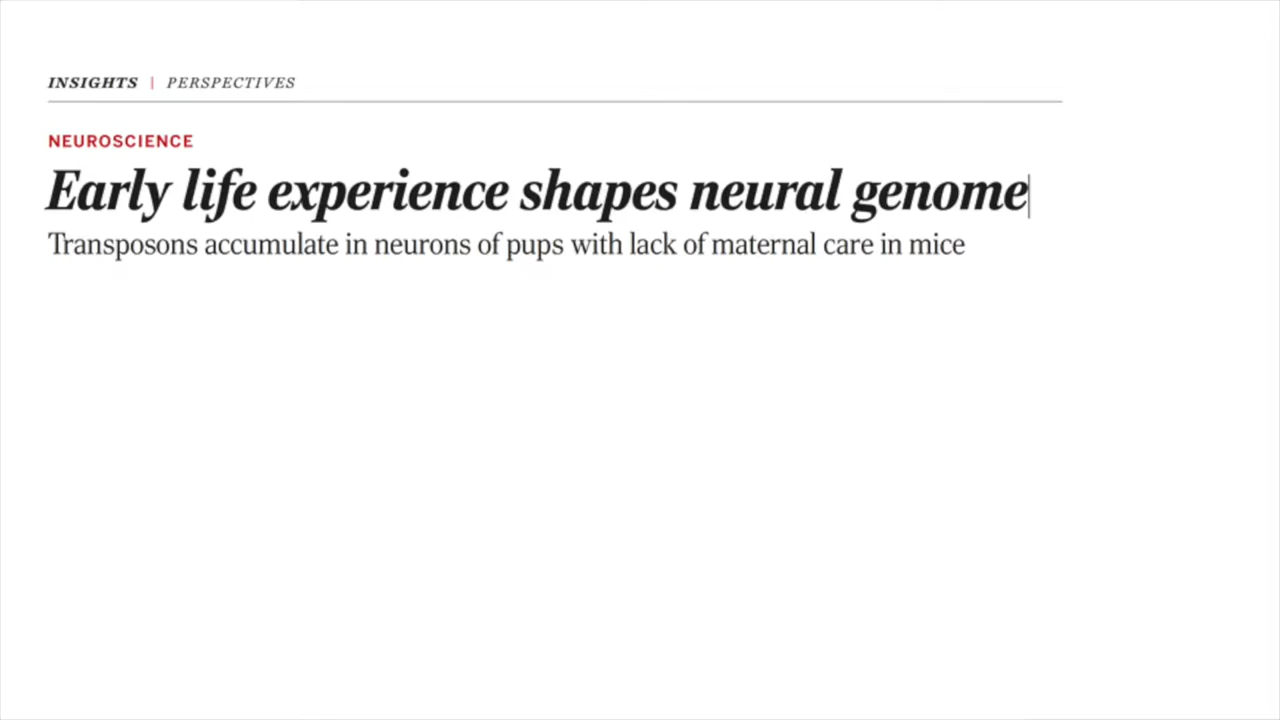 INSIGHTS | PERSPECTIVES
NEUROSCIENCE
Early life experience shapes neural genome
Transposons accumulate in neurons of pups with lack of maternal care in mice